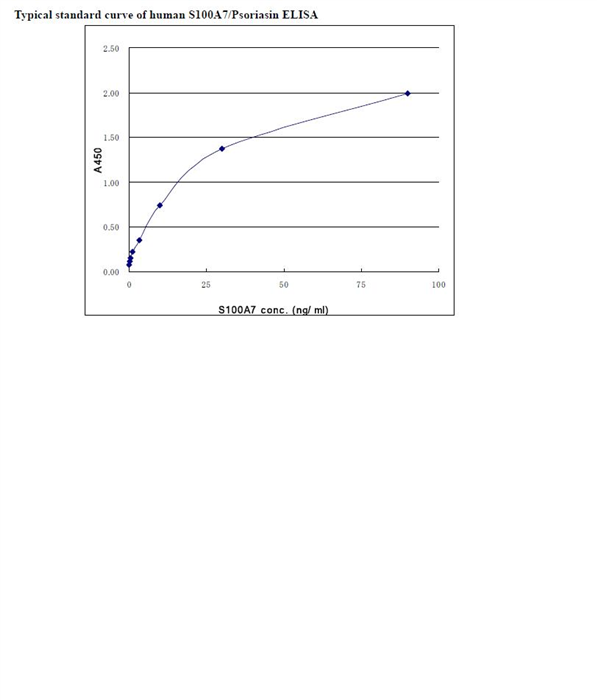 Typical standard curve of human S100A7/Psoriasin ELISA
2.50
2.00
1.50
1.00
0.50
0.00
A450
0 25 50 75 100
S100A7 conc. (ng/ ml)